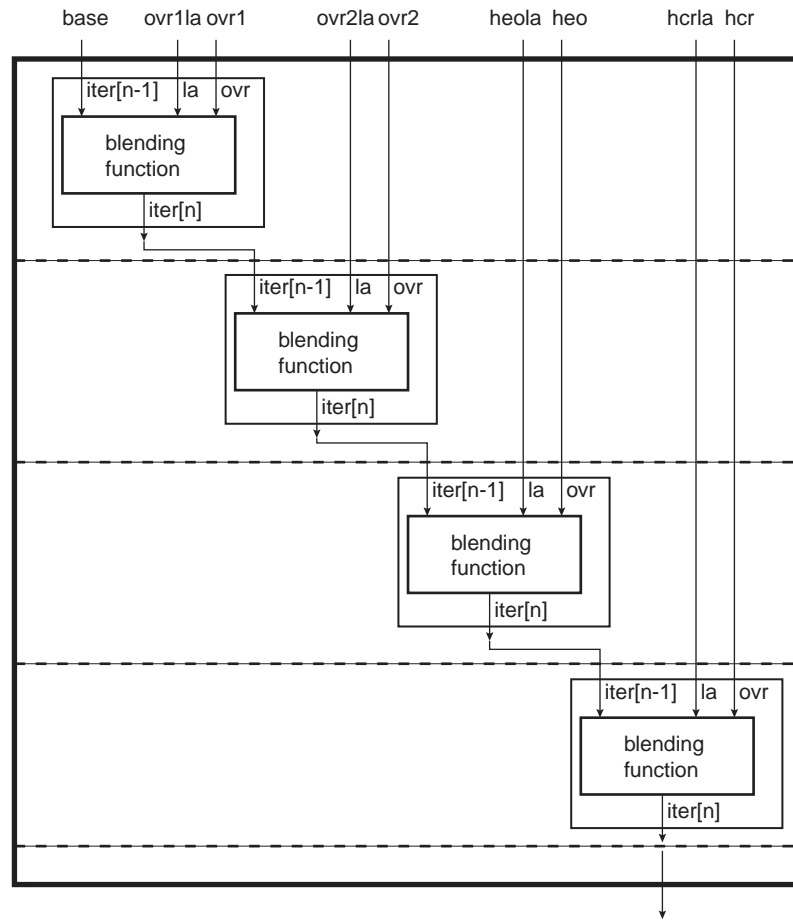 base ovr1la ovr1 ovr2la ovr2 heola heo hcrla hcr
iter[n-1] la ovr
blending
function
iter[n]
iter[n-1] la ovr
blending
function
iter[n]
iter[n-1] la ovr
blending
function
iter[n]
iter[n-1] la ovr
blending
function
iter[n]